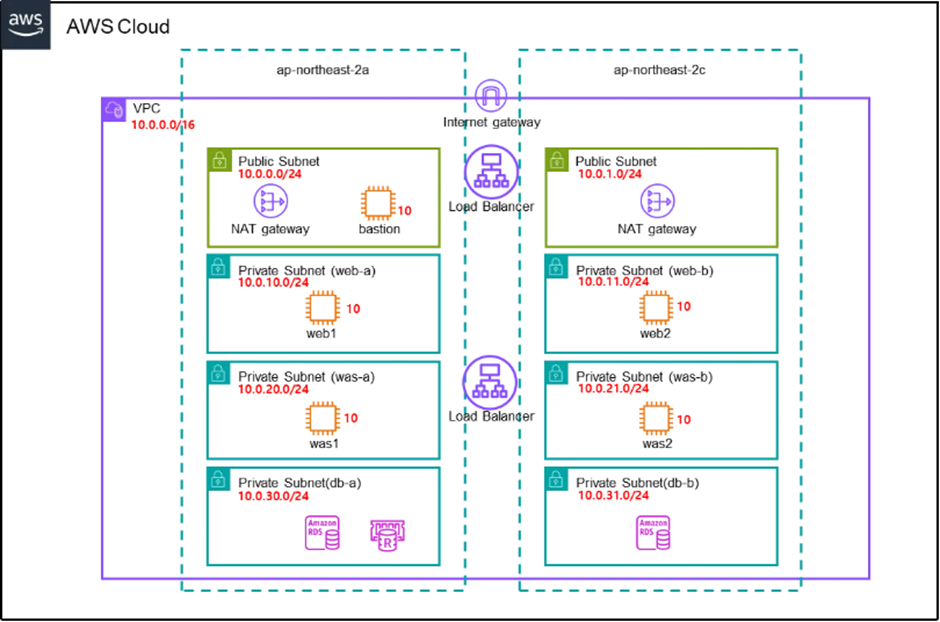 aws
AWS Cloud
ap-northeast-2a
ap-northeast-2c
VPC
10.0.0.0/16
Internet gateway
Public Subnet
10.0.0.0/24
NAT gateway
10
bastion
Load Balancer
Public Subnet
10.0.1.0/24
NAT gateway
Private Subnet (web-a)
10.0.10.0/24
10
web1
Private Subnet (web-b)
10.0.11.0/24
10
web2
Private Subnet (was-a)
10.0.20.0/24
10
was1
Load Balancer
Private Subnet (was-b)
10.0.21.0/24
10
was2
Private Subnet(db-a)
10.0.30.0/24
Amazon
RDS
R
Private Subnet(db-b)
10.0.31.0/24
Amazon
RDS